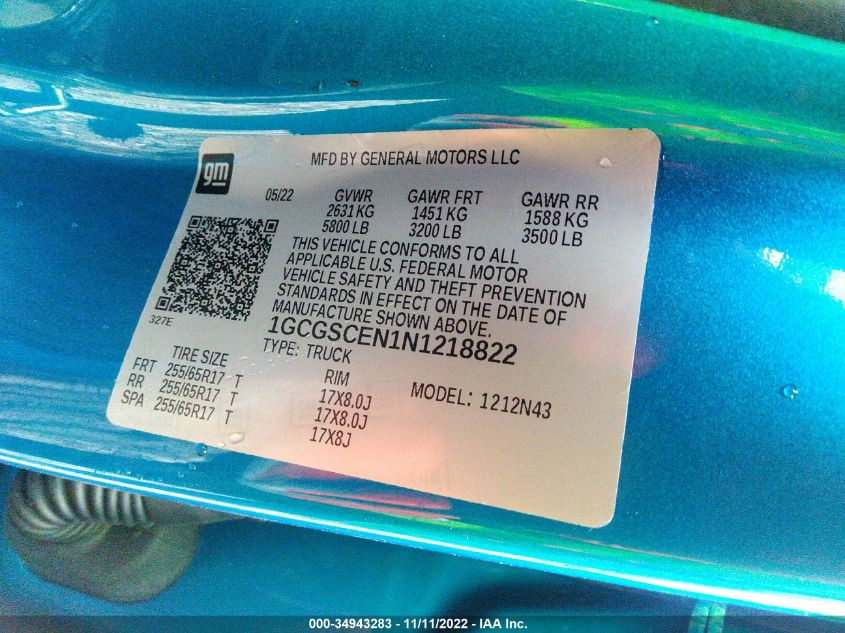 gm
MFD BY GENERAL MOTORS LLC
05/22 GVWR GAWR FRT GAWR RR
2631 KG 1451 KG 1588 KG
5800 LB 3200 LB 3500 LB
THIS VEHICLE CONFORMS TO ALL
APPLICABLE U.S. FEDERAL MOTOR
VEHICLE SAFETY AND THEFT PREVENTION
STANDARDS IN EFFECT ON THE DATE OF
MANUFACTURE SHOWN ABOVE.
327E
1GCGSCEN1N1218822
TYPE: TRUCK
TIRE SIZE RIM MODEL: 1212N43
FRT 255/65R17 T 17X8.0J
RR 255/65R17 T 17X8.0J
SPA 255/65R17 T 17X8J
000-34943283 - 11/11/2022 - IAA Inc.